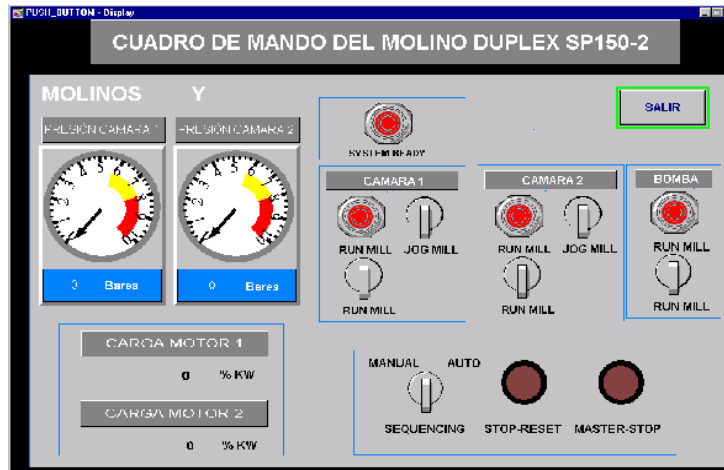 PUSH_BUTTON - Display
CUADRO DE MANDO DEL MOLINO DUPLEX SP150-2
MOLINOS Y
SALIR
PRESIÓN CAMARA 1
PRESIÓN CAMARA 2
SYSTEM READY
CAMARA 1
CAMARA 2
BOMBA
RUN MILL
JOG MILL
RUN MILL
JOG MILL
RUN MILL
0 Bares
0 Bares
RUN MILL
RUN MILL
RUN MILL
CARGA MOTOR 1
0 % KW
CARGA MOTOR 2
0 % KW
MANUAL AUTO
SEQUENCING
STOP-RESET
MASTER-STOP